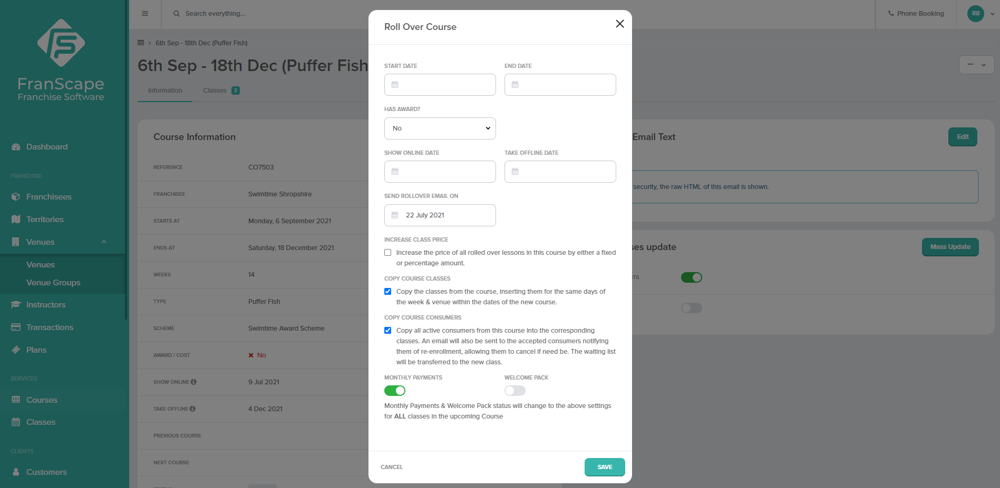 FranScape
Franchise Software
Dashboard
FRANCHISE
Franchisees
Territories
Venues
Venues
Venue Groups
Instructors
Transactions
Plans
SERVICES
Courses
Classes
CLIENTS
Customers
Search everything...
Phone Booking
RB
6th Sep - 18th Dec (Puffer Fish)
6th Sep - 18th Dec (Puffer Fish
Information
Classes 2
Course Information
REFERENCE CO7503
FRANCHISEE Swimtime Shropshire
STARTS AT Monday, 6 September 2021
ENDS AT Saturday, 18 December 2021
WEEKS 14
TYPE Puffer Fish
SCHEME Swimtime Award Scheme
AWARD / COST No
SHOW ONLINE 9 Jul 2021
TAKE OFFLINE 4 Dec 2021
PREVIOUS COURSE
NEXT COURSE
Roll Over Course
START DATE END DATE
HAS AWARD?
No
SHOW ONLINE DATE TAKE OFFLINE DATE
SEND ROLLOVER EMAIL ON
22 July 2021
INCREASE CLASS PRICE
Increase the price of all rolled over lessons in this course by either a fixed
or percentage amount.
COPY COURSE CLASSES
Copy the classes from the course, inserting them for the same days of
the week & venue within the dates of the new course.
COPY COURSE CONSUMERS
Copy all active consumers from this course into the corresponding
classes. An email will also be sent to the accepted consumers notifying
them of re-enrollment, allowing them to cancel if need be. The waiting list
will be transferred to the new class.
MONTHLY PAYMENTS WELCOME PACK
Monthly Payments & Welcome Pack status will change to the above settings
for ALL classes in the upcoming Course
CANCEL SAVE
Email Text
Edit
security, the raw HTML of this email is shown.
ses update
Mass Update
TS